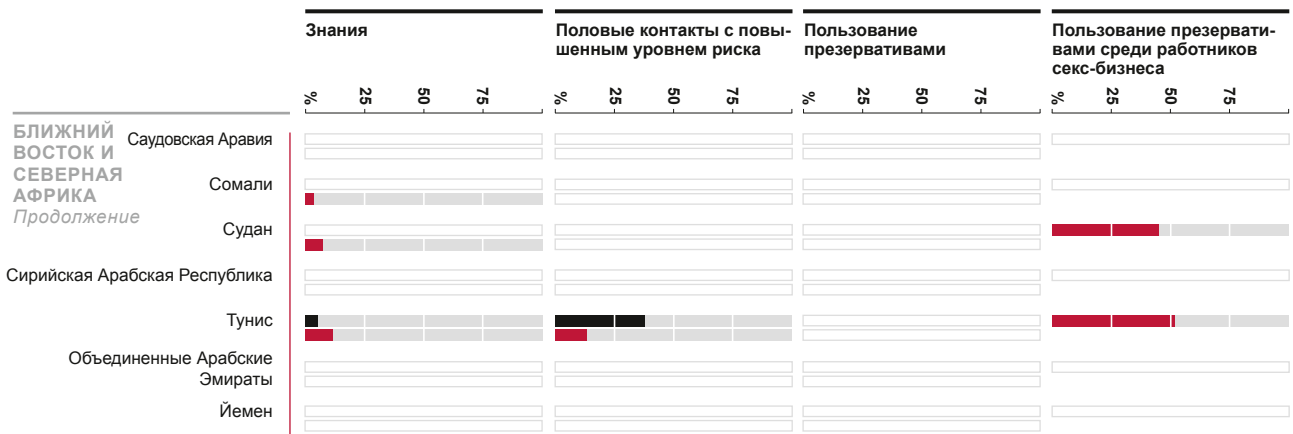 Знания
Половые контакты с повы-
шенным уровнем риска
Пользование
презервативами
Пользование презервати-
вами среди работников
секс-бизнеса
% 25 50 75
% 25 50 75
% 25 50 75
% 25 50 75
БЛИЖНИЙ
ВОСТОК И
СЕВЕРНАЯ
АФРИКА
Продолжение
Саудовская Аравия
Сомали
Судан
Сирийская Арабская Республика
Тунис
Объединенные Арабские
Эмираты
Йемен